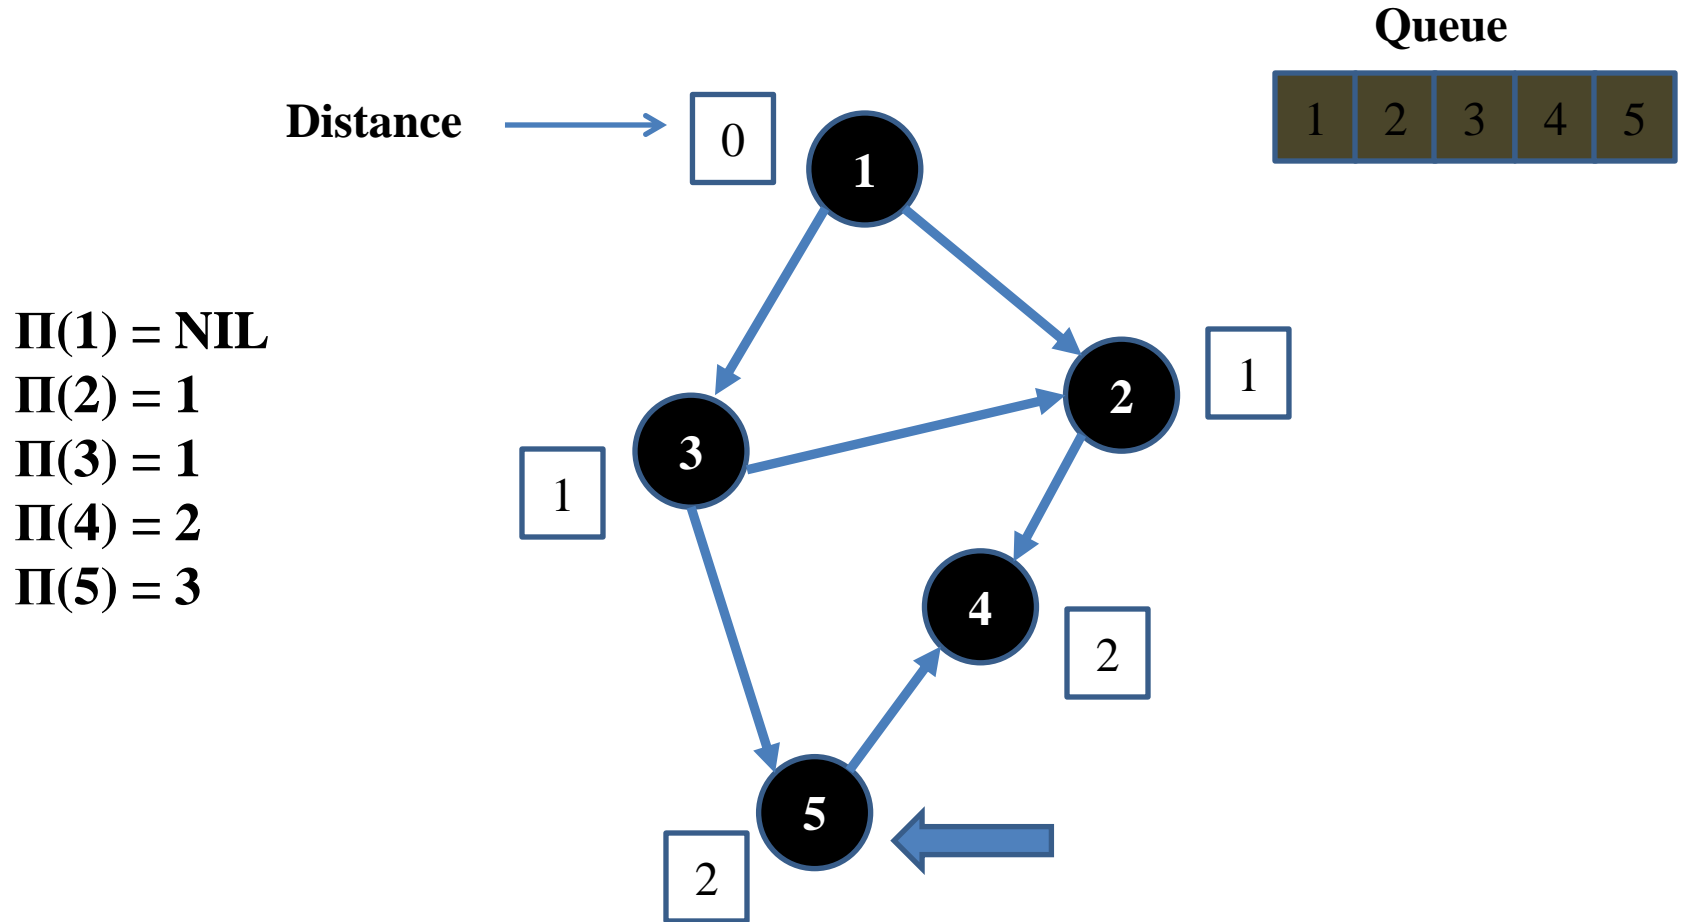 Queue
1 2 3 4 5
Distance
0
1
Π(1) = NIL
Π(2) = 1
Π(3) = 1
Π(4) = 2
Π(5) = 3
2
1
3
1
4
2
5
2